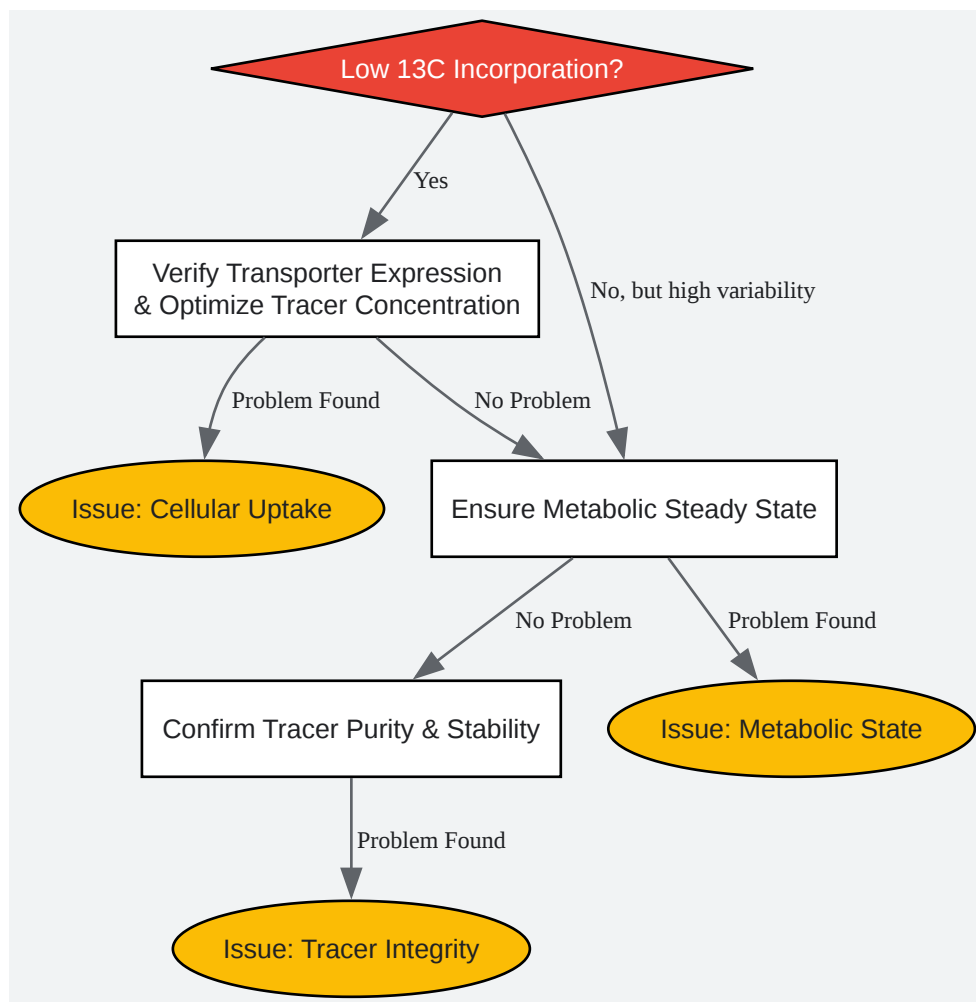 Low 13C Incorporation?
Yes
Verify Transporter Expression
& Optimize Tracer Concentration
No, but high variability
Problem Found
No Problem
Issue: Cellular Uptake
Ensure Metabolic Steady State
No Problem
Problem Found
Confirm Tracer Purity & Stability
Issue: Metabolic State
Problem Found
Issue: Tracer Integrity